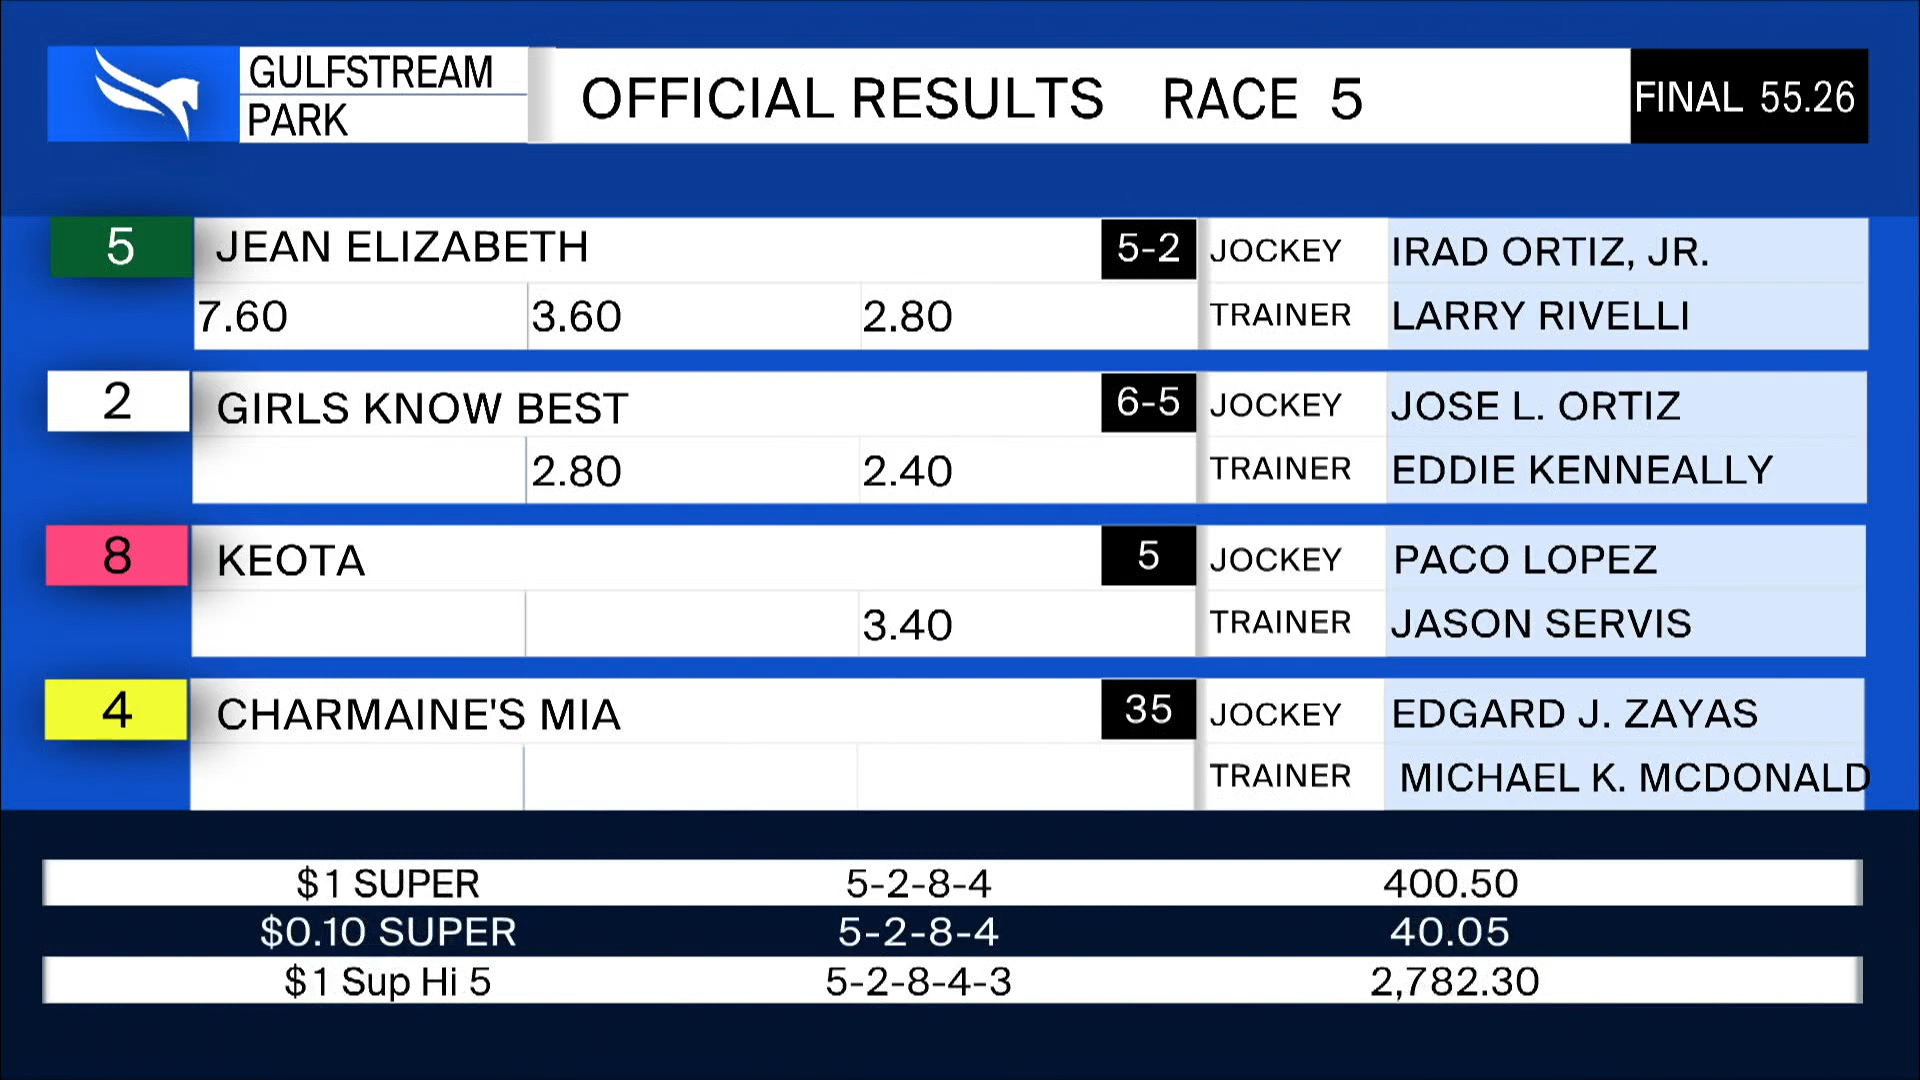 GULFSTREAM
PARK
OFFICIAL RESULTS RACE 5
FINAL 55.26
5 JEAN ELIZABETH 5-2 JOCKEY IRAD ORTIZ, JR.
7.60 3.60 2.80 TRAINER LARRY RIVELLI
2 GIRLS KNOW BEST 6-5 JOCKEY JOSE L. ORTIZ
2.80 2.40 TRAINER EDDIE KENNEALLY
8 KEOTA 5 JOCKEY PACO LOPEZ
3.40 TRAINER JASON SERVIS
4 CHARMAINE'S MIA 35 JOCKEY EDGARD J. ZAYAS
TRAINER MICHAEL K. MCDONALD
$1 SUPER 5-2-8-4 400.50
$0.10 SUPER 5-2-8-4 40.05
$1 Sup Hi 5 5-2-8-4-3 2,782.30